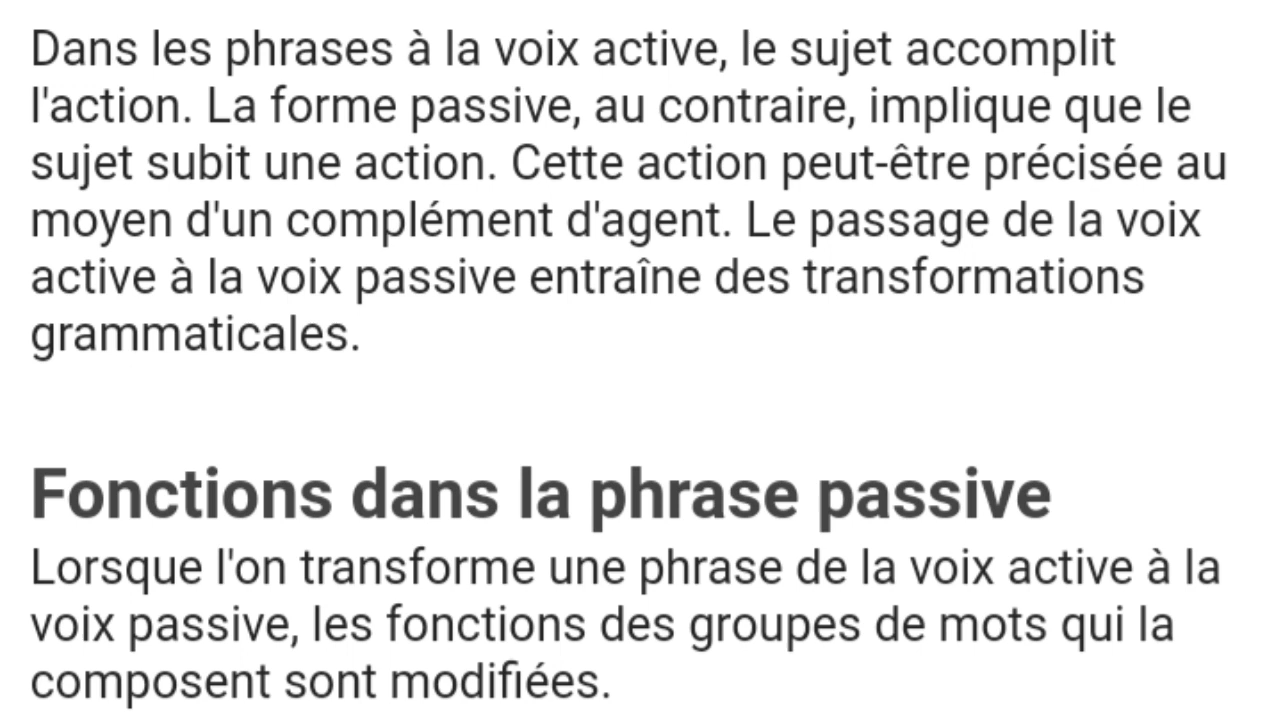 Dans les phrases à la voix active, le sujet accomplit
l'action. La forme passive, au contraire, implique que le
sujet subit une action. Cette action peut-être précisée au
moyen d'un complément d'agent. Le passage de la voix
active à la voix passive entraîne des transformations
grammaticales.
Fonctions dans la phrase passive
Lorsque l'on transforme une phrase de la voix active à la
voix passive, les fonctions des groupes de mots qui la
composent sont modifiées.